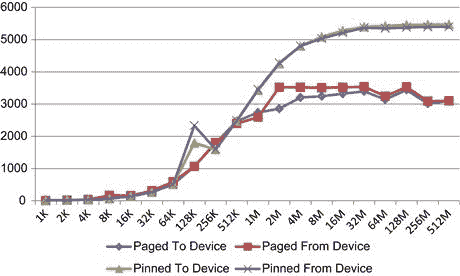 6000
5000
4000
3000
2000
1000
0
1K 2K 4K 8K 16K 32K 64K 128K 256K 512K 1M 2M 4M 8M 16M 32M 64M 128M 256M 512M
Paged To Device Paged From Device
Pinned To Device Pinned From Device